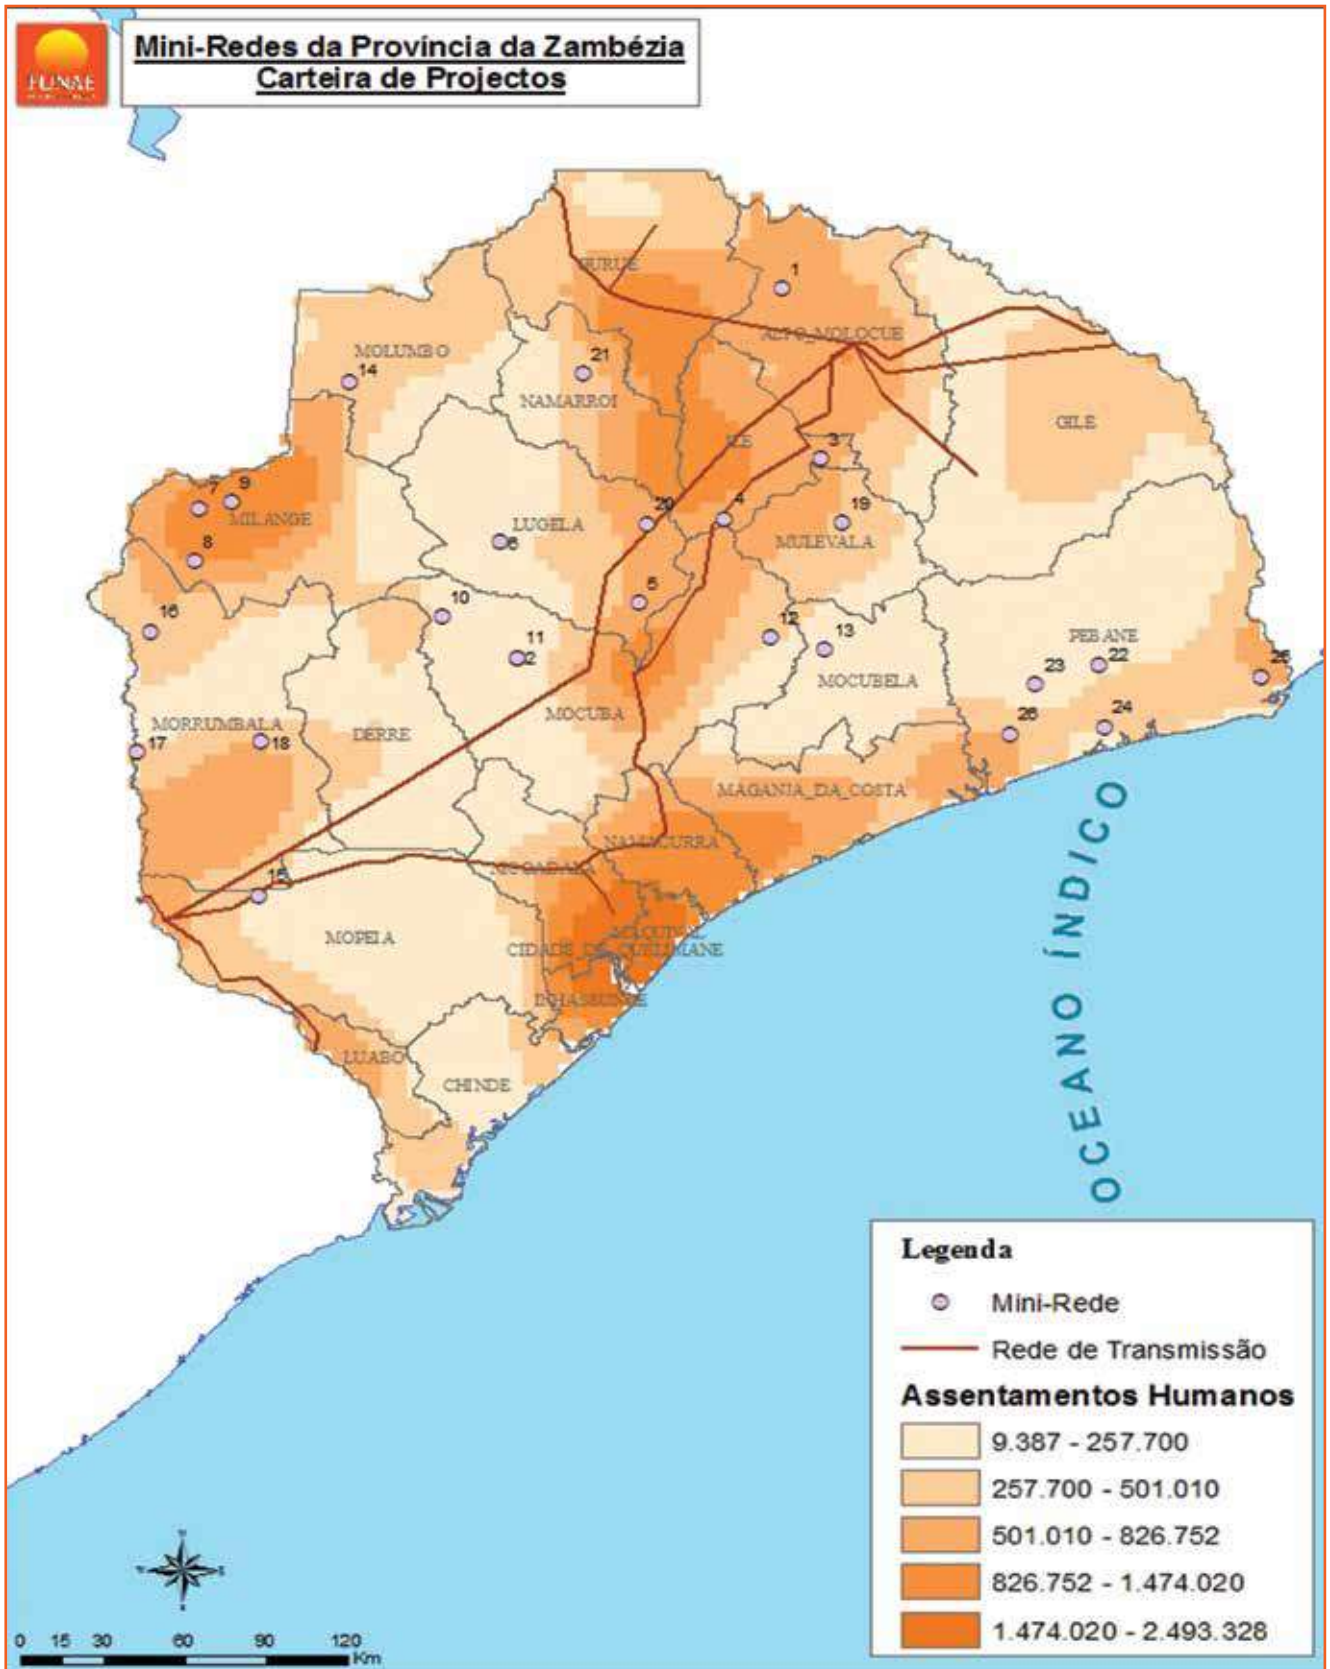 FUNAE
Mini-Redes da Província da Zambézia
Carteira de Projectos
1
GURUE
ALTO_MOLOCUE
MOLUMBO
14
21
NAMARROI
GILE
ILE
3
7
9
MILANGE
20
4
19
LUGELA
6
MULEVALA
8
5
10
16
12
13
11
2
PEBANE
22
25
23
MOCUBELA
MOCUBA
MORRUMBALA
18
17
DERRE
26
24
MAGANJA_DA_COSTA
NAMACURRA
15
MOPEIA
CIDADE_DE_QUELIMANE
INHASSUNGE
LUABO
CHINDE
OCEANO ÍNDICO
Legenda
Mini-Rede
Rede de Transmissão
Assentamentos Humanos
9.387 - 257.700
257.700 - 501.010
501.010 - 826.752
826.752 - 1.474.020
1.474.020 - 2.493.328
0 15 30 60 90 120
Km